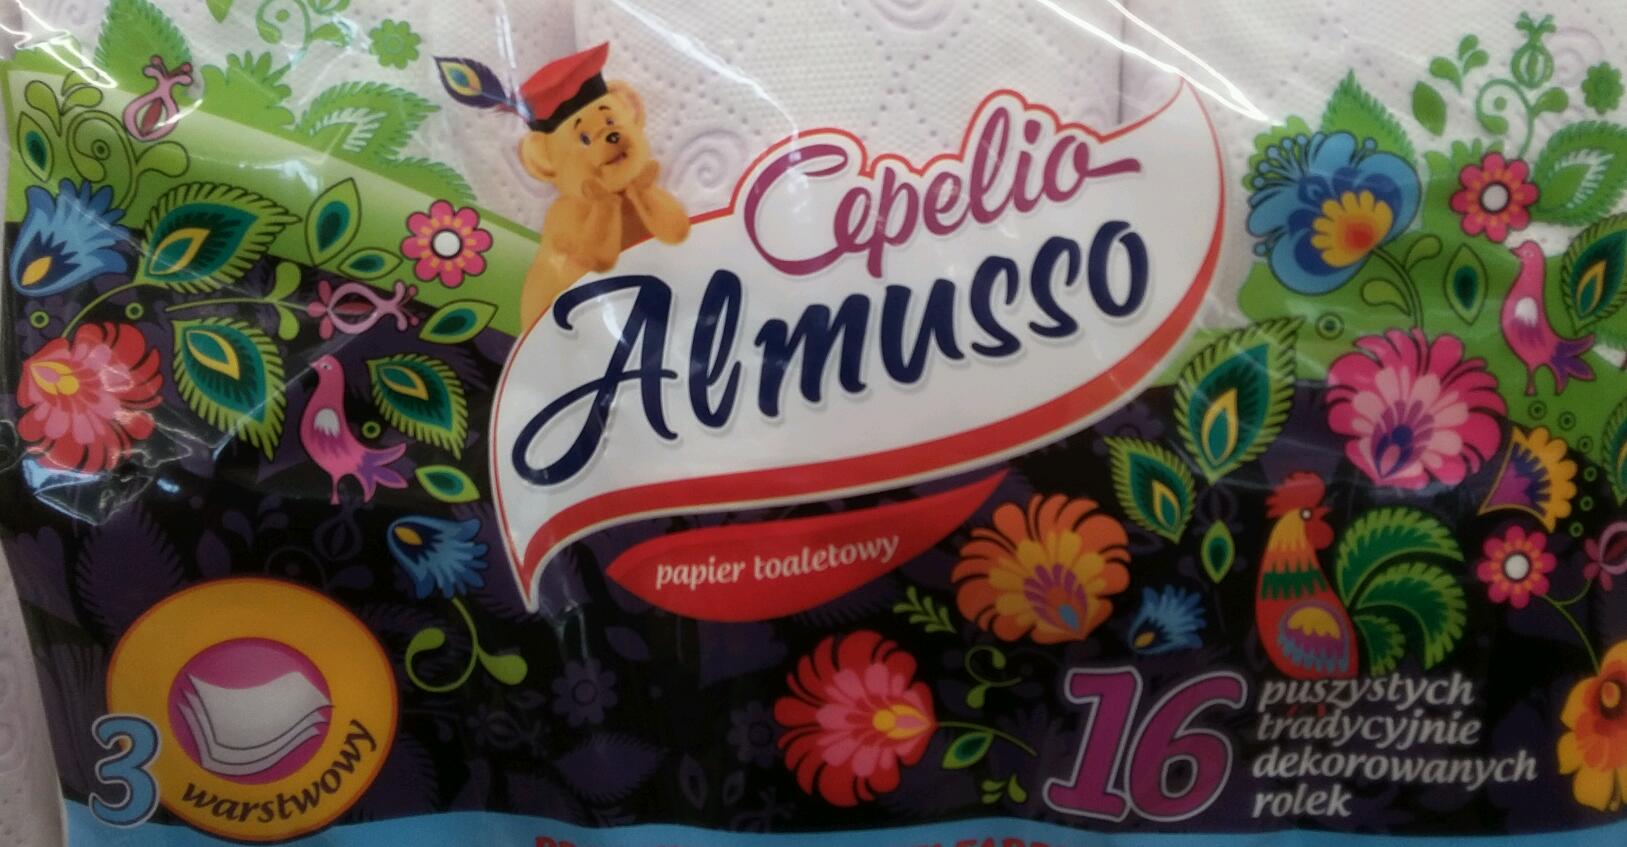 Cepelio
Almusso
papier toaletowy
3
warstwowy
16
puszystych
tradycyjnie
dekorowanych
rolek